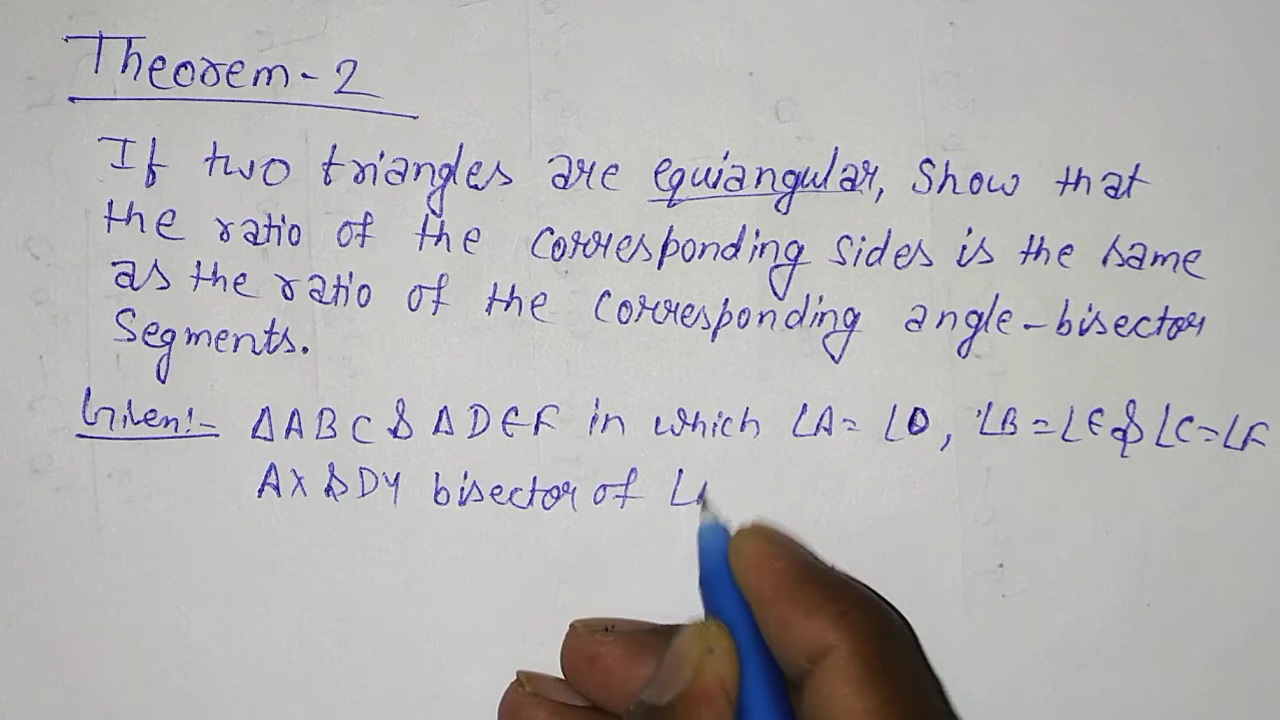 Theorem-2
If two triangles are equiangular, Show that
the ratio of the corresponding sides is the same
as the ratio of the corresponding angle-bisector
Segments.
Given:- ΔABC & ΔDEF in which ∠A= ∠D, ∠B=∠E & ∠C=∠F
AX & DY bisector of ∠